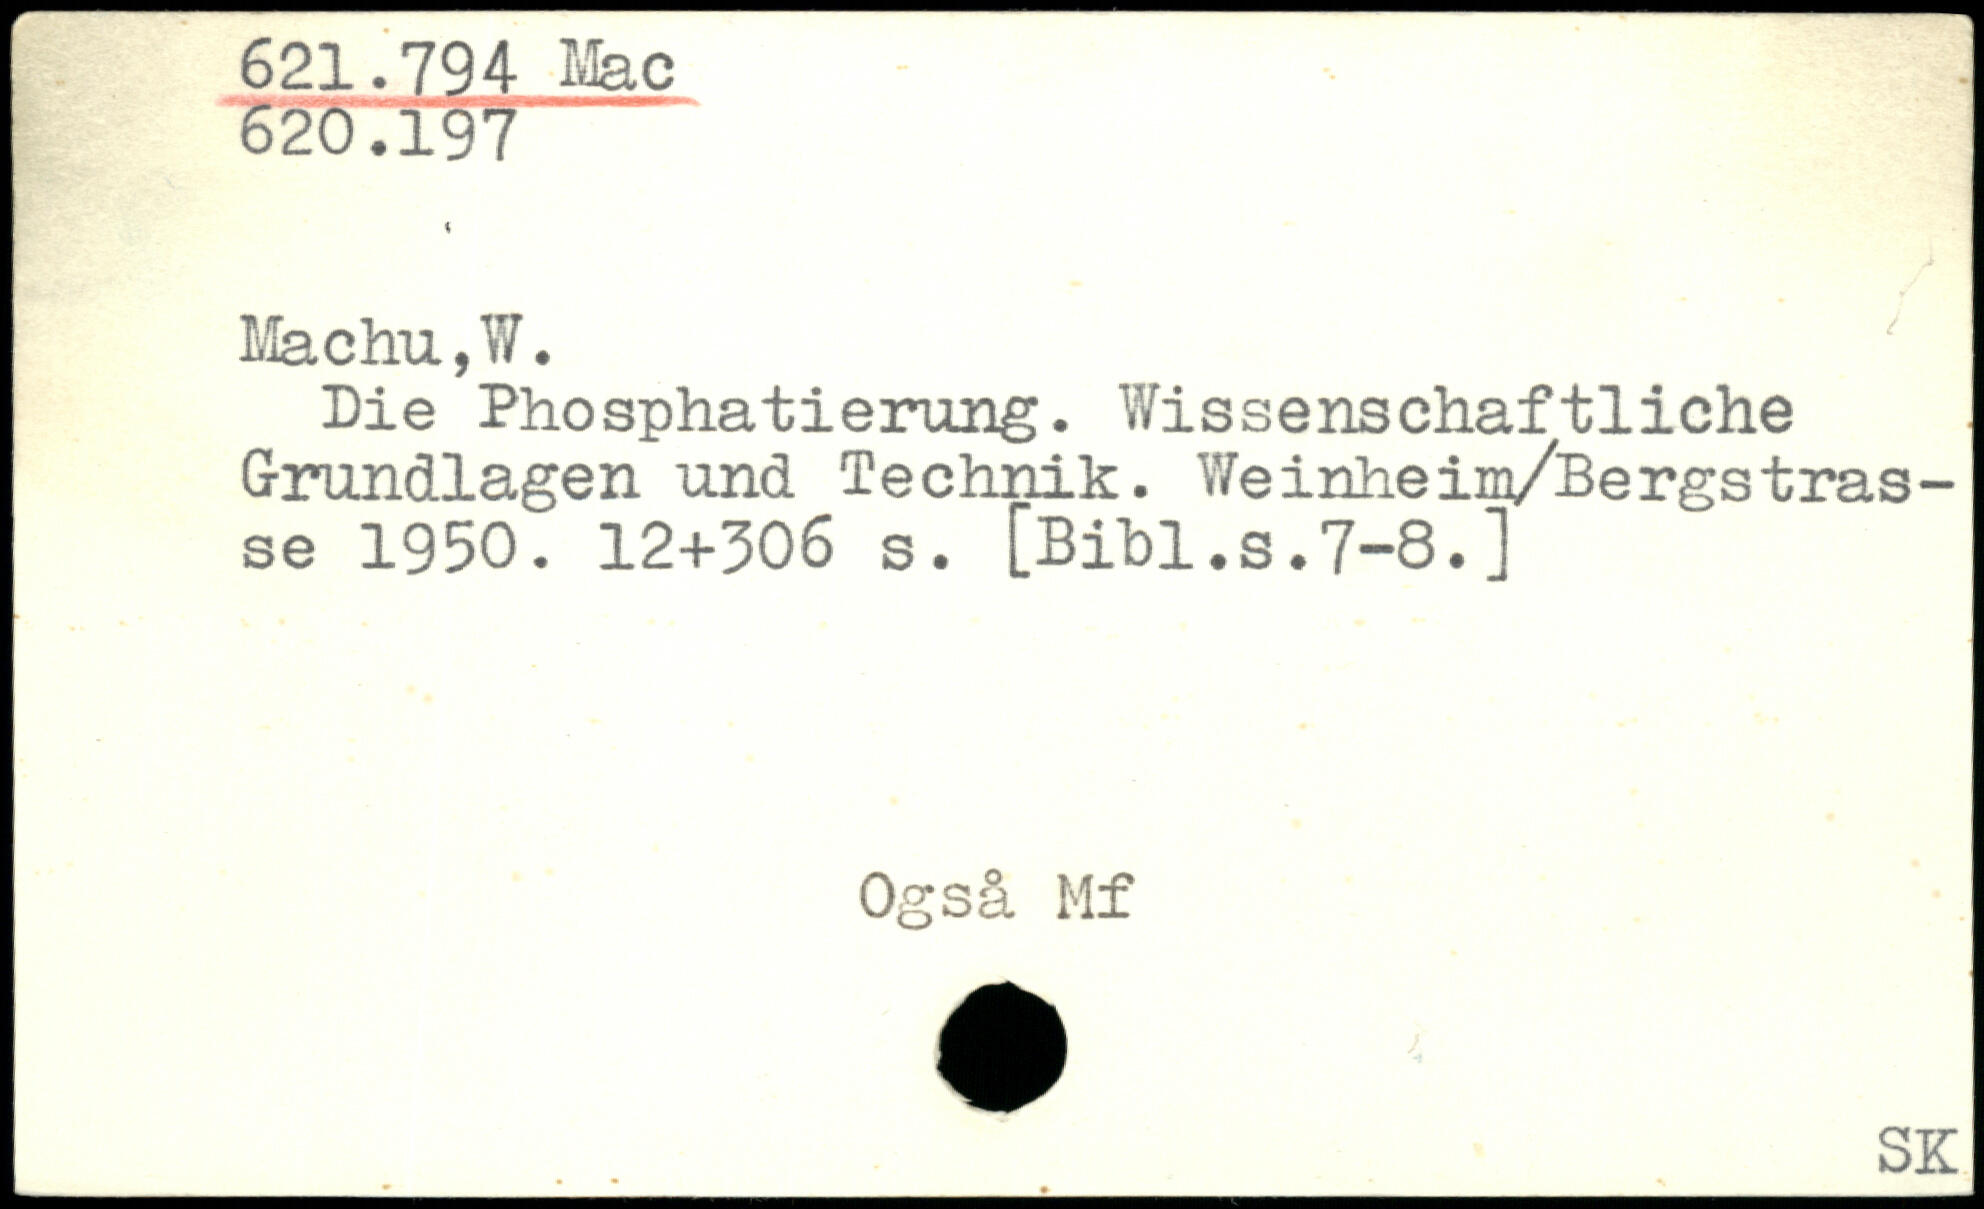 621.794 Mac
620.197
Machu,W.
Die Phosphatierung. Wissenschaftliche
Grundlagen und Technik. Weinheim/Bergstras-
se 1950. 12+306 s. [Bibl.s.7-8.]
Også Mf
SK